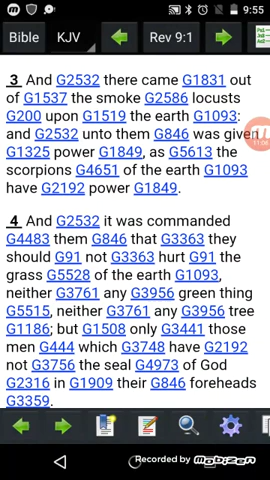 9:55
Bible KJV Rev 9:1
3 And G2532 there came G1831 out
of G1537 the smoke G2586 locusts
G200 upon G1519 the earth G1093:
and G2532 unto them G846 was given
G1325 power G1849, as G5613 the
scorpions G4651 of the earth G1093
have G2192 power G1849.
11:06
4 And G2532 it was commanded
G4483 them G846 that G3363 they
should G91 not G3363 hurt G91 the
grass G5528 of the earth G1093,
neither G3761 any G3956 green thing
G5515, neither G3761 any G3956 tree
G1186; but G1508 only G3441 those
men G444 which G3748 have G2192
not G3756 the seal G4973 of God
G2316 in G1909 their G846 foreheads
G3359.
Recorded by mobizen